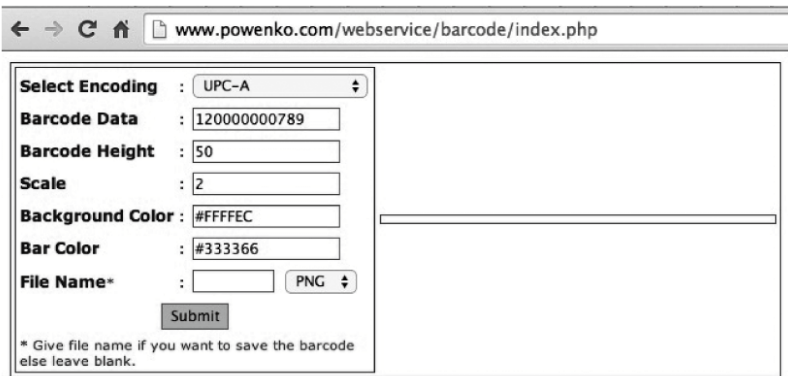 www.powenko.com/webservice/barcode/index.php
Select Encoding : UPC-A
Barcode Data : 120000000789
Barcode Height : 50
Scale : 2
Background Color : #FFFFEC
Bar Color : #333366
File Name* : PNG
Submit
* Give file name if you want to save the barcode
else leave blank.